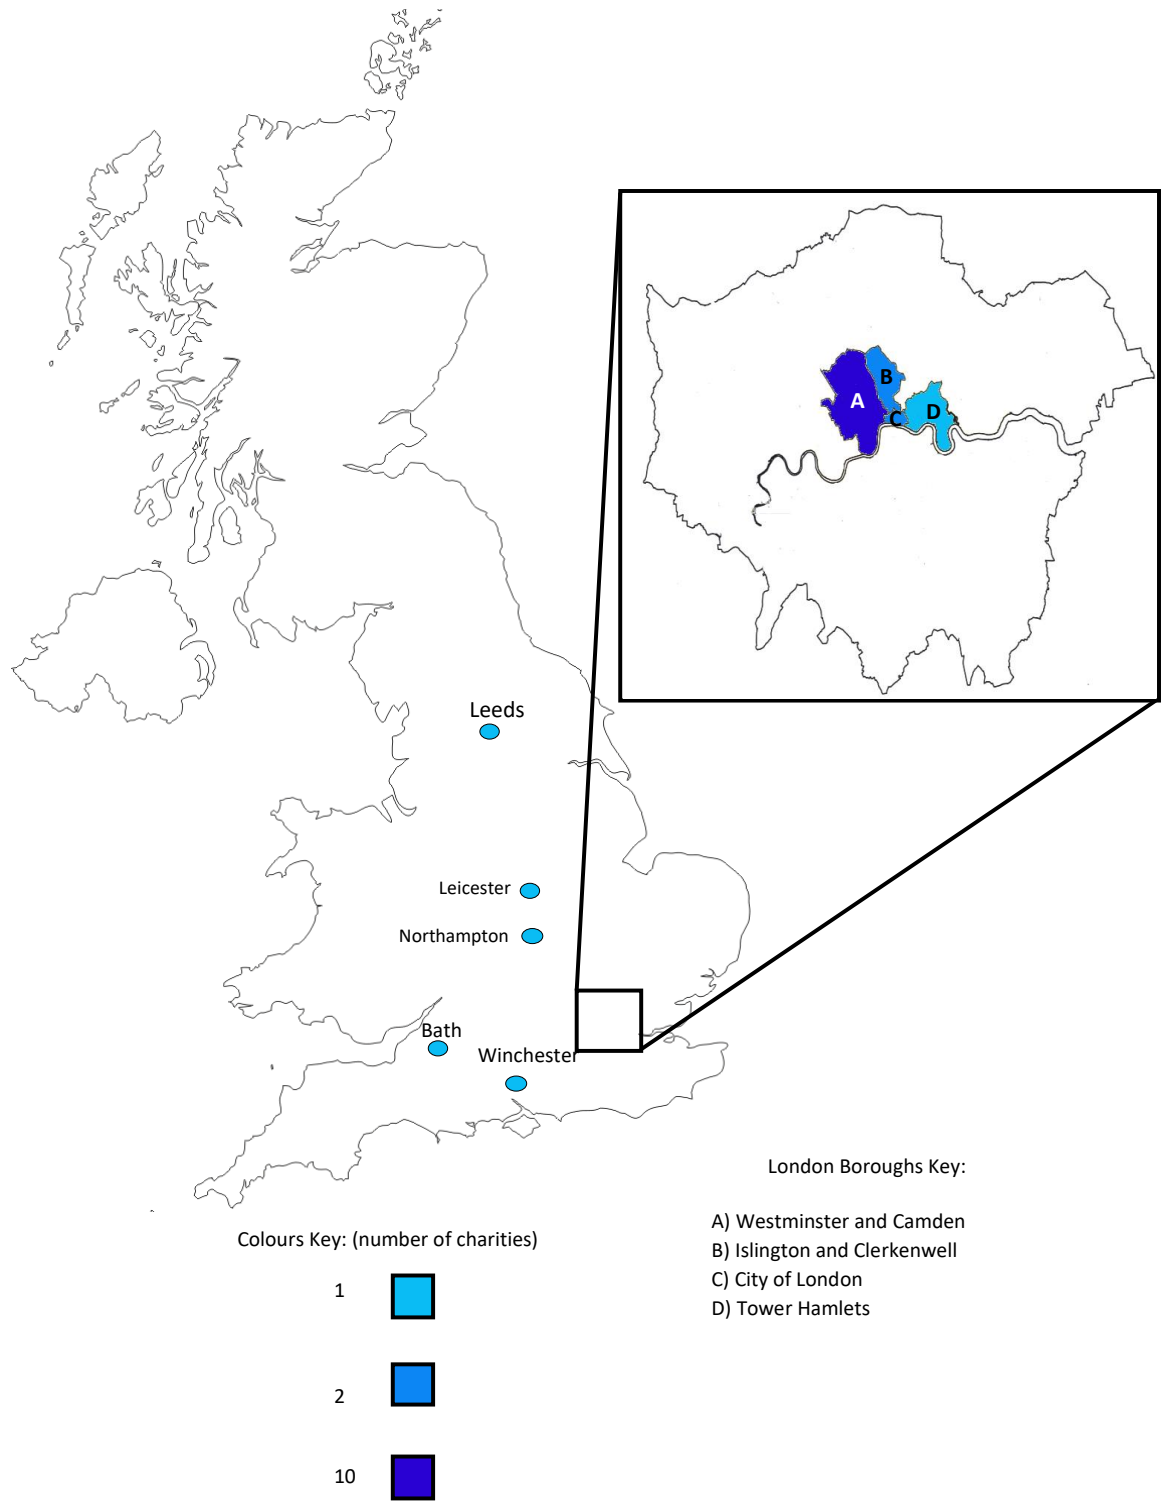 A
B
C
D
Leeds
Leicester
Northampton
Bath
Winchester
London Boroughs Key:
A) Westminster and Camden
B) Islington and Clerkenwell
C) City of London
D) Tower Hamlets
Colours Key: (number of charities)
1
2
10